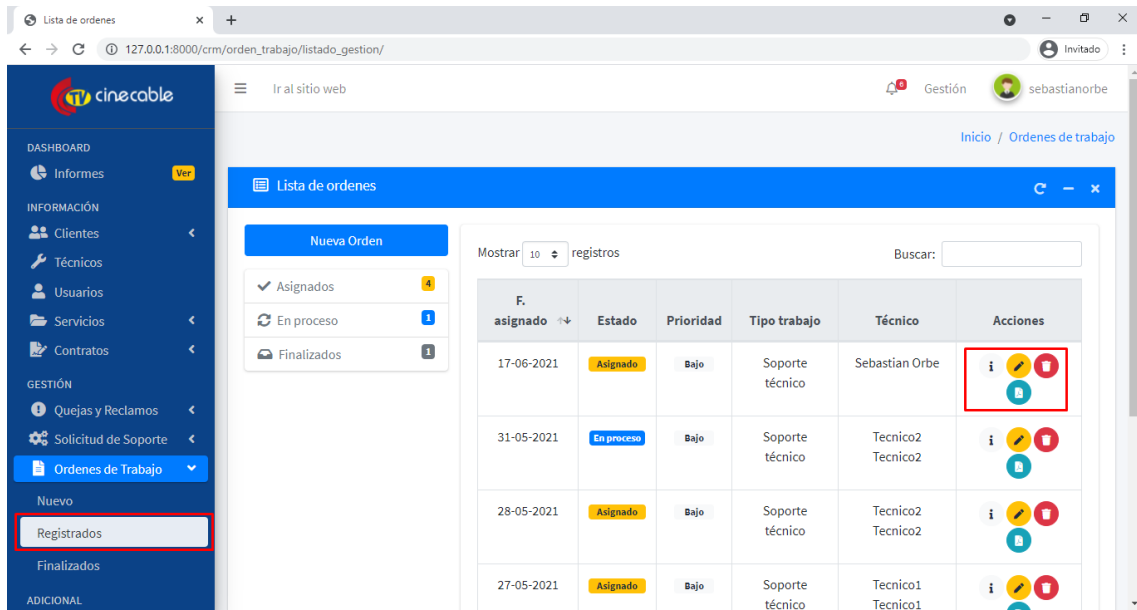 Lista de ordenes
127.0.0.1:8000/crm/orden_trabajo/listado_gestion/
Invitado
TV cinecable
Ir al sitio web
6
Gestión
sebastianorbe
Inicio / Ordenes de trabajo
DASHBOARD
Informes Ver
INFORMACIÓN
Clientes
Técnicos
Usuarios
Servicios
Contratos
GESTIÓN
Quejas y Reclamos
Solicitud de Soporte
Ordenes de Trabajo
Nuevo
Registrados
Finalizados
ADICIONAL
Lista de ordenes
Nueva Orden
Asignados 4
En proceso 1
Finalizados 1
Mostrar 10 registros
Buscar:
F.
asignado Estado Prioridad Tipo trabajo Técnico Acciones
17-06-2021 Asignado Bajo Soporte Sebastian Orbe
técnico
31-05-2021 En proceso Bajo Soporte Tecnico2
técnico Tecnico2
28-05-2021 Asignado Bajo Soporte Tecnico2
técnico Tecnico2
27-05-2021 Asignado Bajo Soporte Tecnico1
técnico Tecnico1